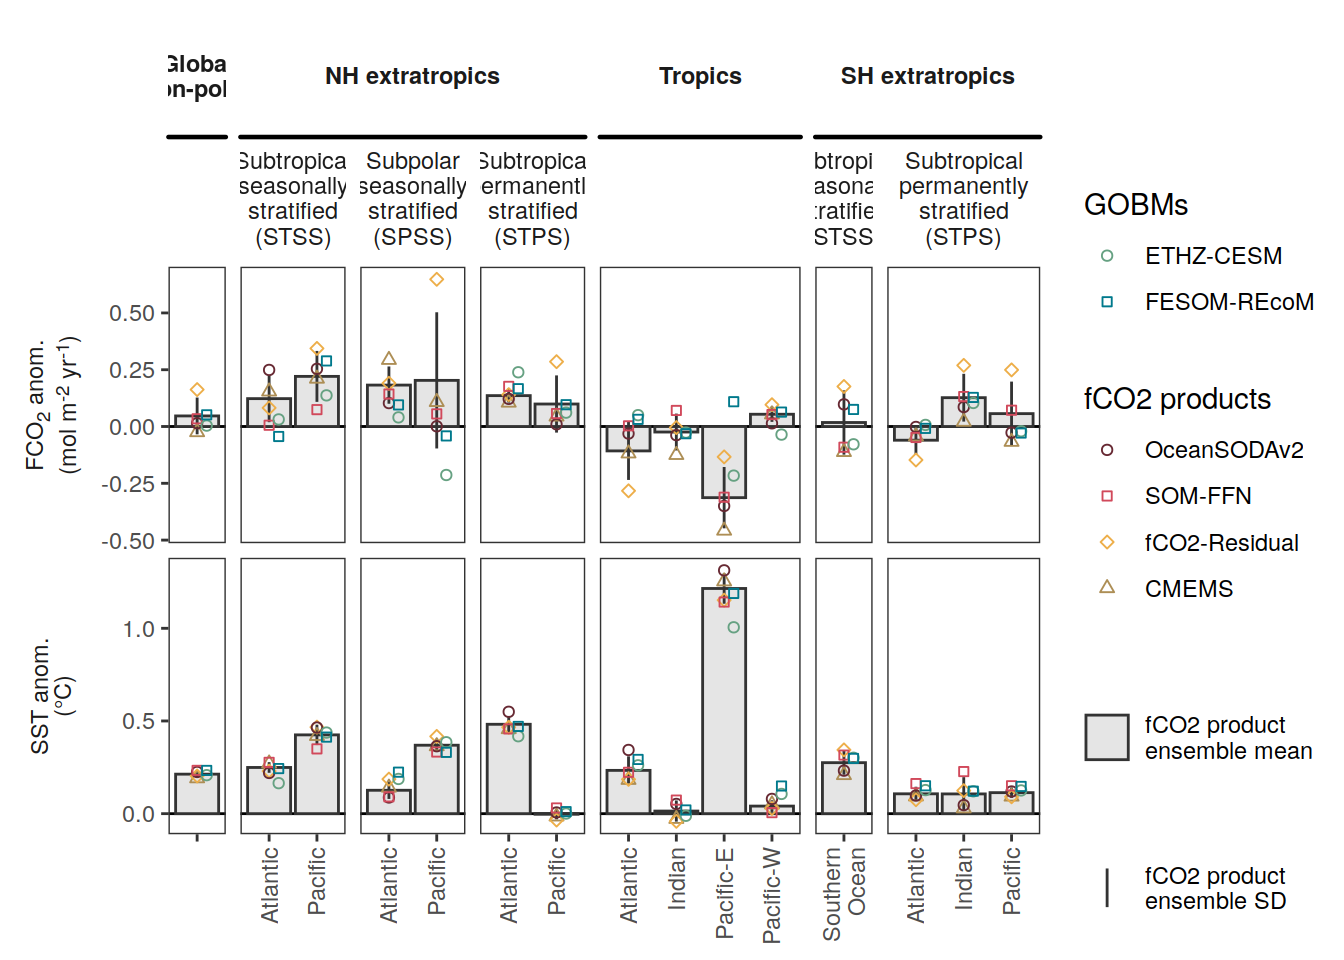 Globa
on-pol
NH extratropics
Tropics
SH extratropics
Subtropica
seasonally
stratified
(STSS)
Subpolar
seasonally
stratified
(SPSS)
Subtropica
ermanentl
stratified
(STPS)
btropi
asona
ratifie
STSS
Subtropical
permanently
stratified
(STPS)
FCO2 anom.
(mol m-2 yr-1)
0.50
0.25
0.00
-0.25
-0.50
SST anom.
(°C)
1.0
0.5
0.0
Atlantic
Pacific
Atlantic
Pacific
Atlantic
Pacific
Atlantic
Indian
Pacific-E
Pacific-W
Southern
Ocean
Atlantic
Indian
Pacific
GOBMs
ETHZ-CESM
FESOM-REcoM
fCO2 products
OceanSODAv2
SOM-FFN
fCO2-Residual
CMEMS
fCO2 product
ensemble mean
fCO2 product
ensemble SD